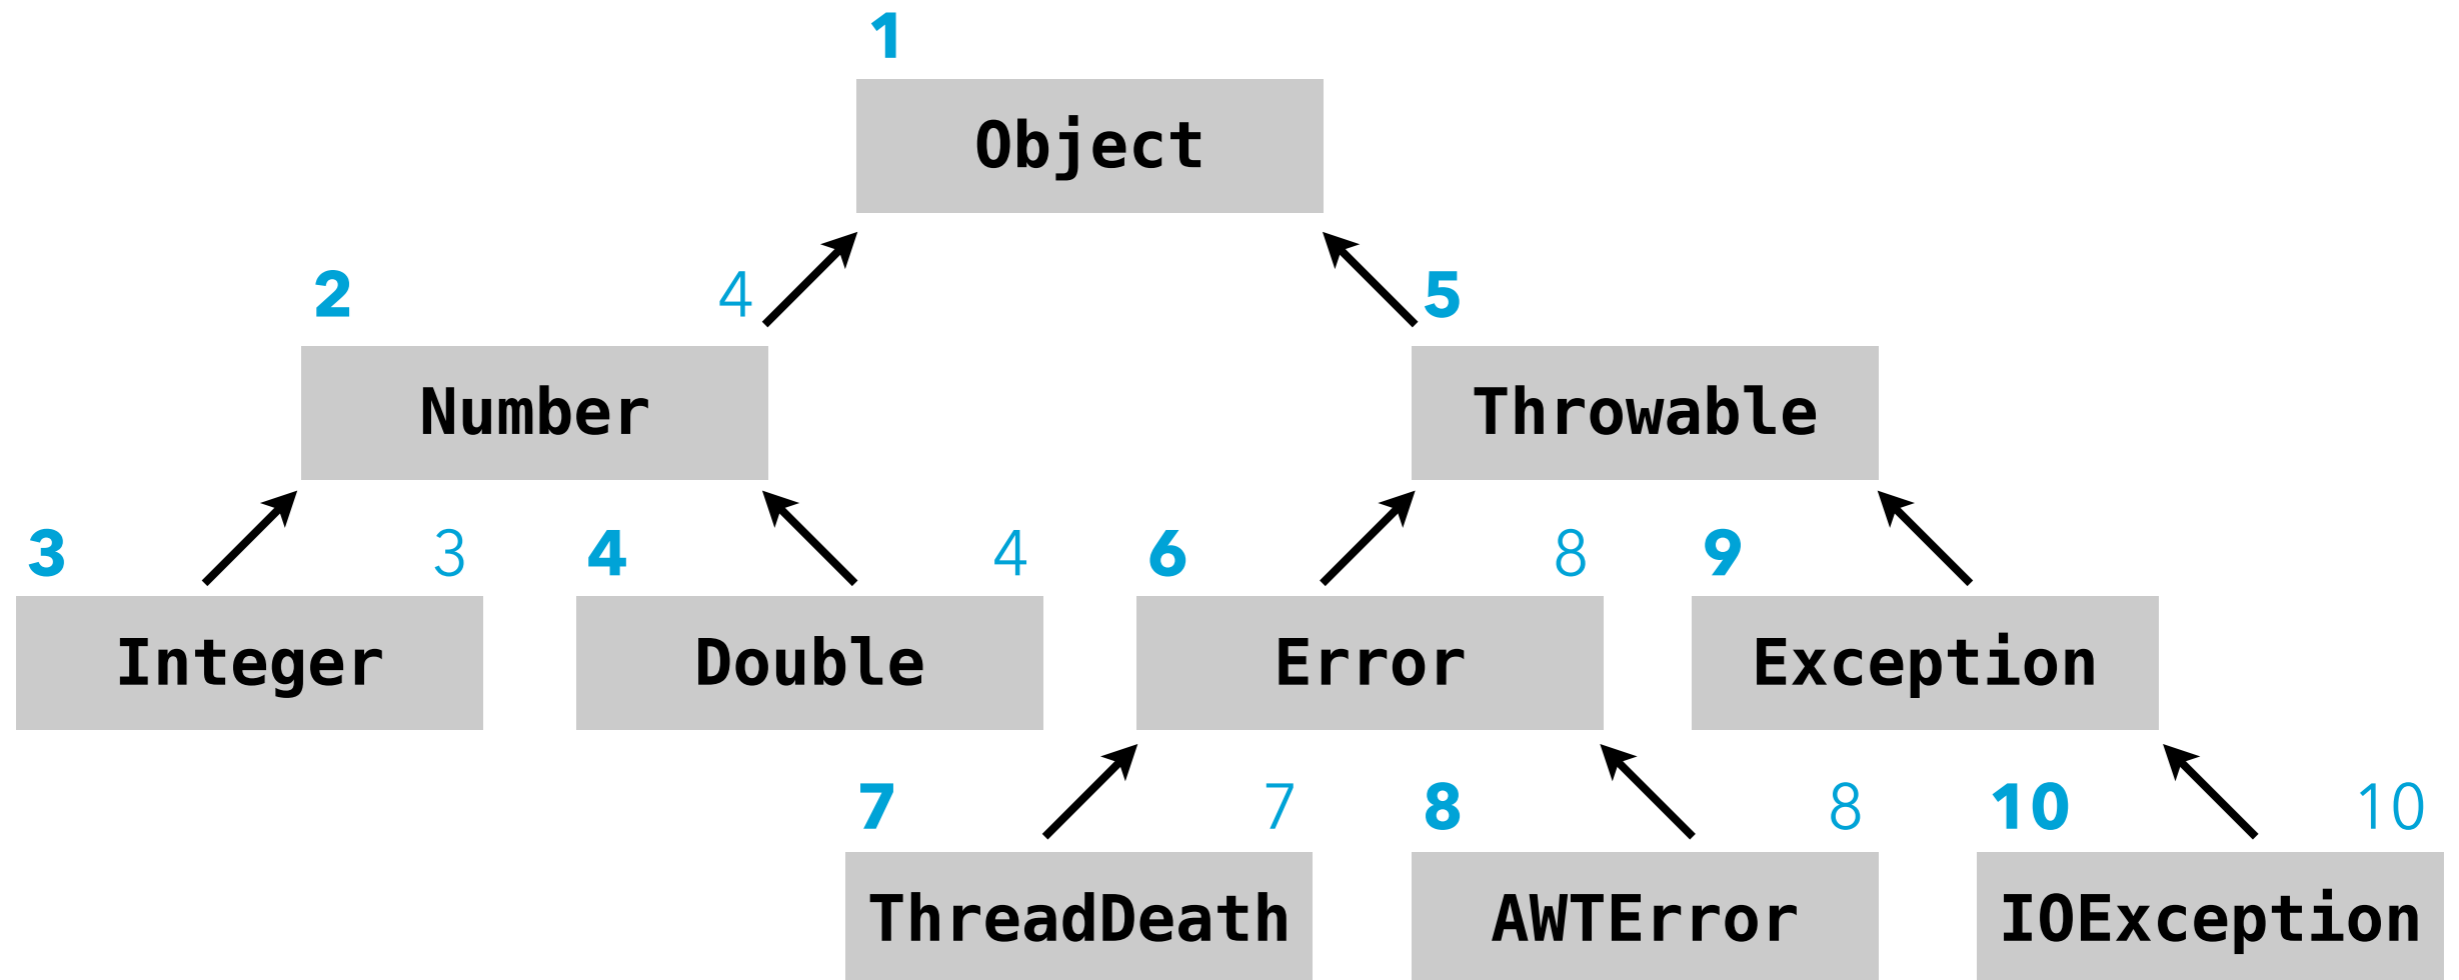 1
Object
2 4
5
Number
Throwable
3 3
4 4
6 8
9
Integer
Double
Error
Exception
7 7
8 8
10 10
ThreadDeath
AWTError
IOException